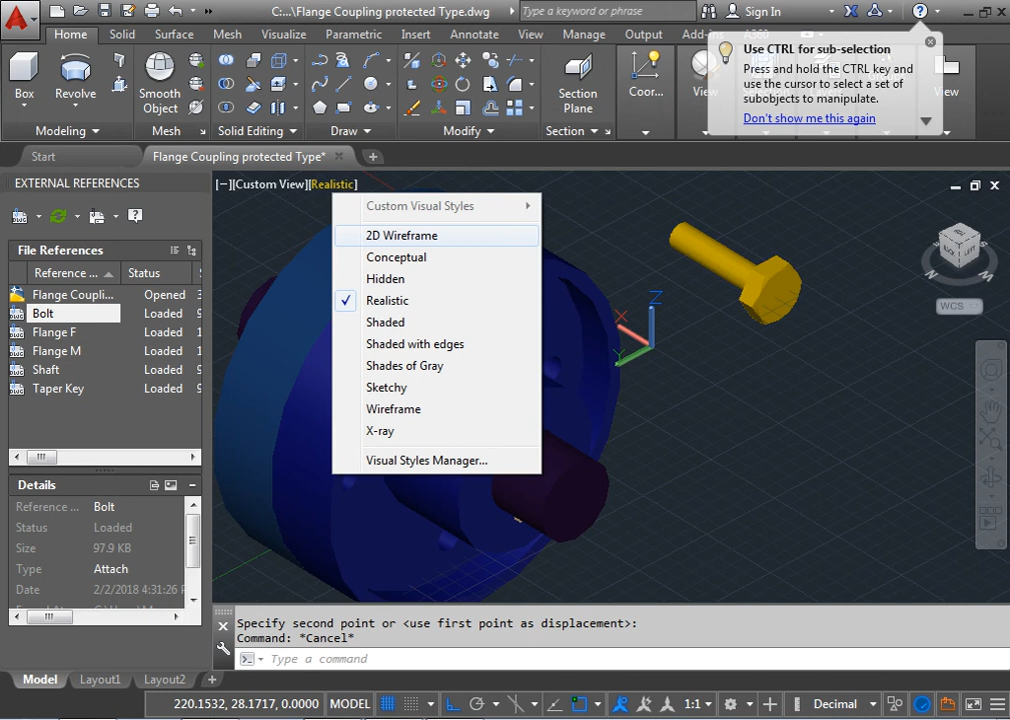 C:\...\Flange Coupling protected Type.dwg
Type a keyword or phrase
Sign In
Home
Solid
Surface
Mesh
Visualize
Parametric
Insert
Annotate
View
Manage
Output
Add-ins
Box
Revolve
Smooth Object
Section Plane
Coor...
View
View
Modeling
Mesh
Solid Editing
Draw
Modify
Section
Use CTRL for sub-selection
Press and hold the CTRL key and
use the cursor to select a set of
subobjects to manipulate.
Don't show me this again
Start
Flange Coupling protected Type*
EXTERNAL REFERENCES
File References
Reference ...
Status
Flange Coupli...
Opened
Bolt
Loaded
Flange F
Loaded
Flange M
Loaded
Shaft
Loaded
Taper Key
Loaded
Details
Reference ...
Bolt
Status
Loaded
Size
97.9 KB
Type
Attach
Date
2/2/2018 4:31:26 P
[−][Custom View][Realistic]
Custom Visual Styles
2D Wireframe
Conceptual
Hidden
Realistic
Shaded
Shaded with edges
Shades of Gray
Sketchy
Wireframe
X-ray
Visual Styles Manager...
X
Y
Z
N
W
WCS
Specify second point or <use first point as displacement>:
Command: *Cancel*
Type a command
Model
Layout1
Layout2
220.1532, 28.1717, 0.0000
MODEL
1:1
Decimal